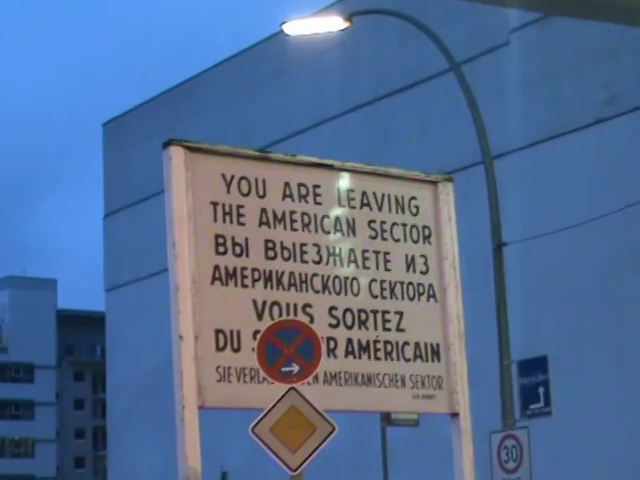 YOU ARE LEAVING
THE AMERICAN SECTOR
ВЫ ВЫЕЗЖАЕТЕ ИЗ
АМЕРИКАНСКОГО СЕКТОРА
VOUS SORTEZ
DU R AMÉRICAIN
SIE AMERIKANISCHEN SEKTOR
30